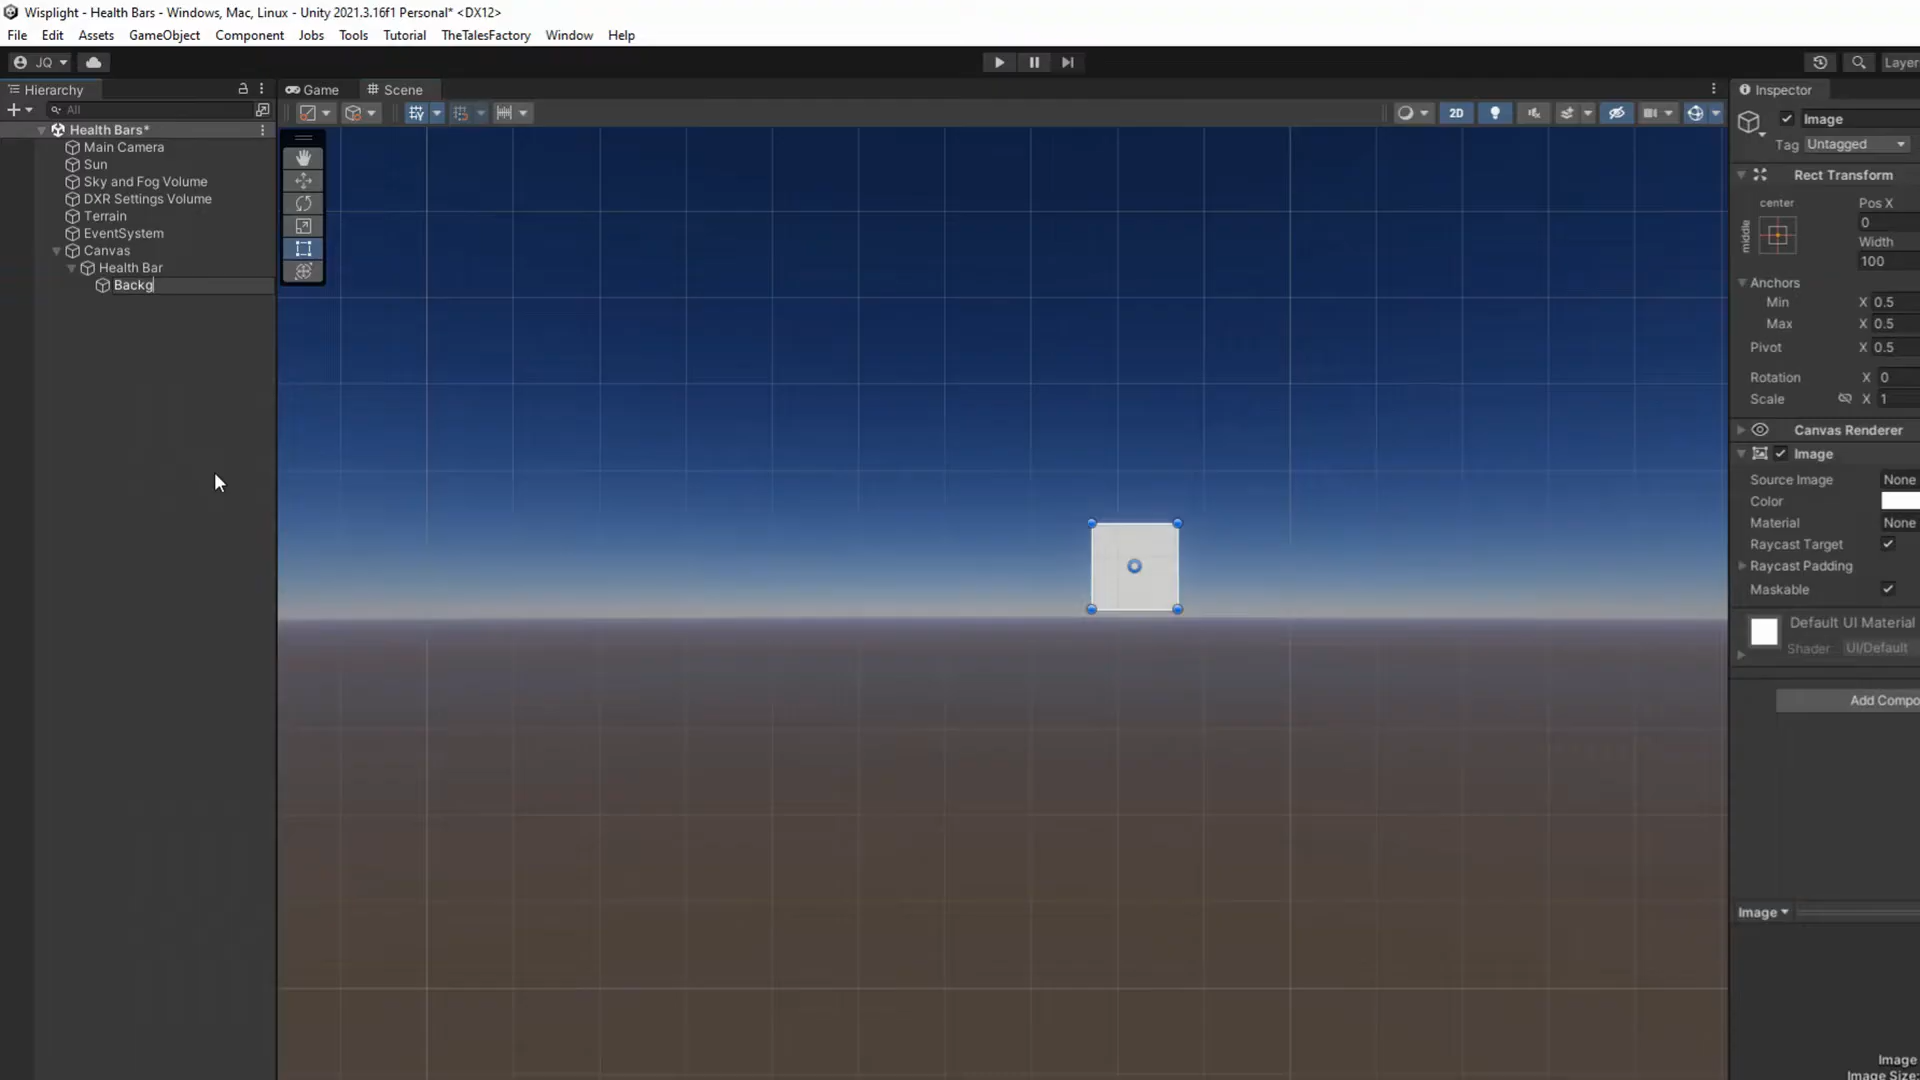 Wisplight - Health Bars - Windows, Mac, Linux - Unity 2021.3.16f1 Personal* <DX12>
File Edit Assets GameObject Component Jobs Tools Tutorial TheTalesFactory Window Help
JQ Layer
Hierarchy Game Scene Inspector
All 2D
Health Bars*
Main Camera
Sun
Sky and Fog Volume
DXR Settings Volume
Terrain
EventSystem
Canvas
Health Bar
Backg
Image
Tag Untagged
Rect Transform
center Pos X
middle 0
Width
100
Anchors
Min X 0.5
Max X 0.5
Pivot X 0.5
Rotation X 0
Scale X 1
Canvas Renderer
Image
Source Image None
Color
Material None
Raycast Target
Raycast Padding
Maskable
Default UI Material
Shader: UI/Default
Add Compo
Image
Image
Image Size: